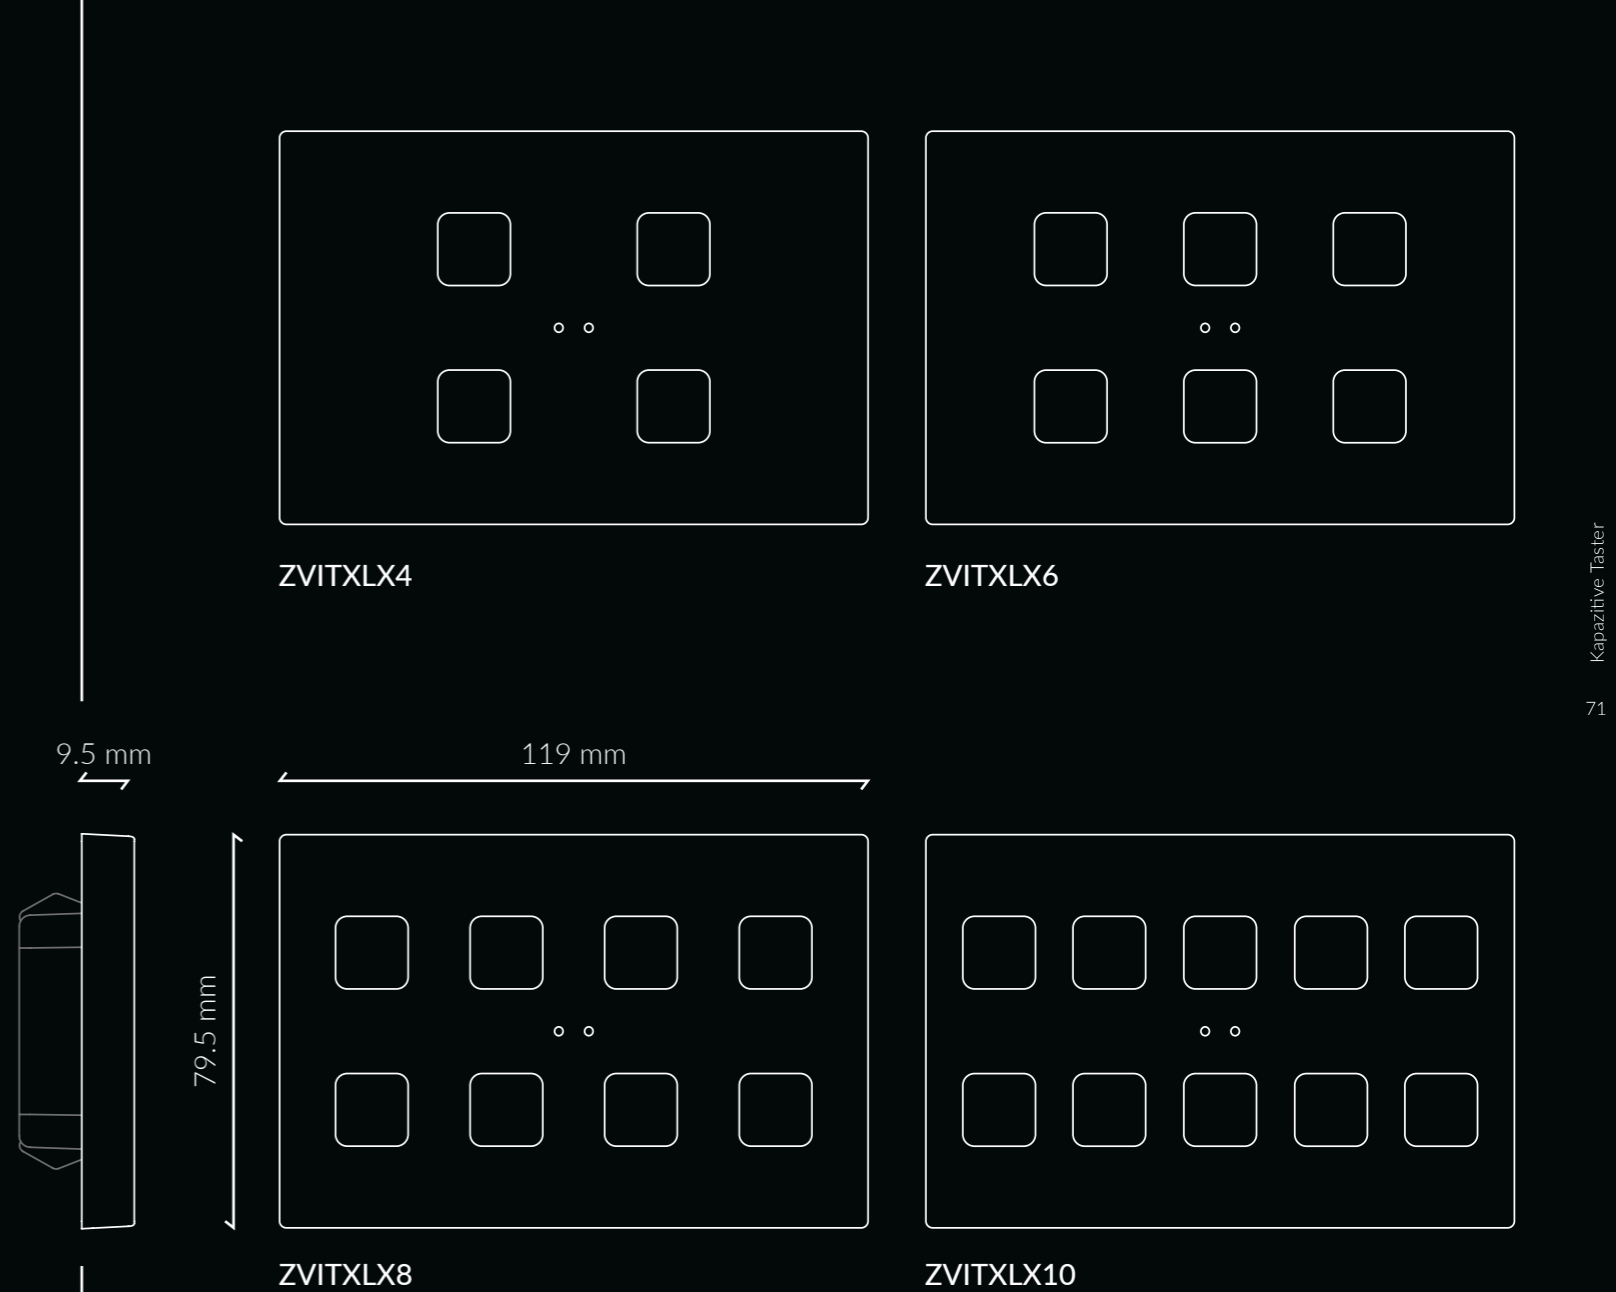 ZVITXLX4
ZVITXLX6
Kapazitive Taster
71
9.5 mm
119 mm
79.5 mm
ZVITXLX8
ZVITXLX10